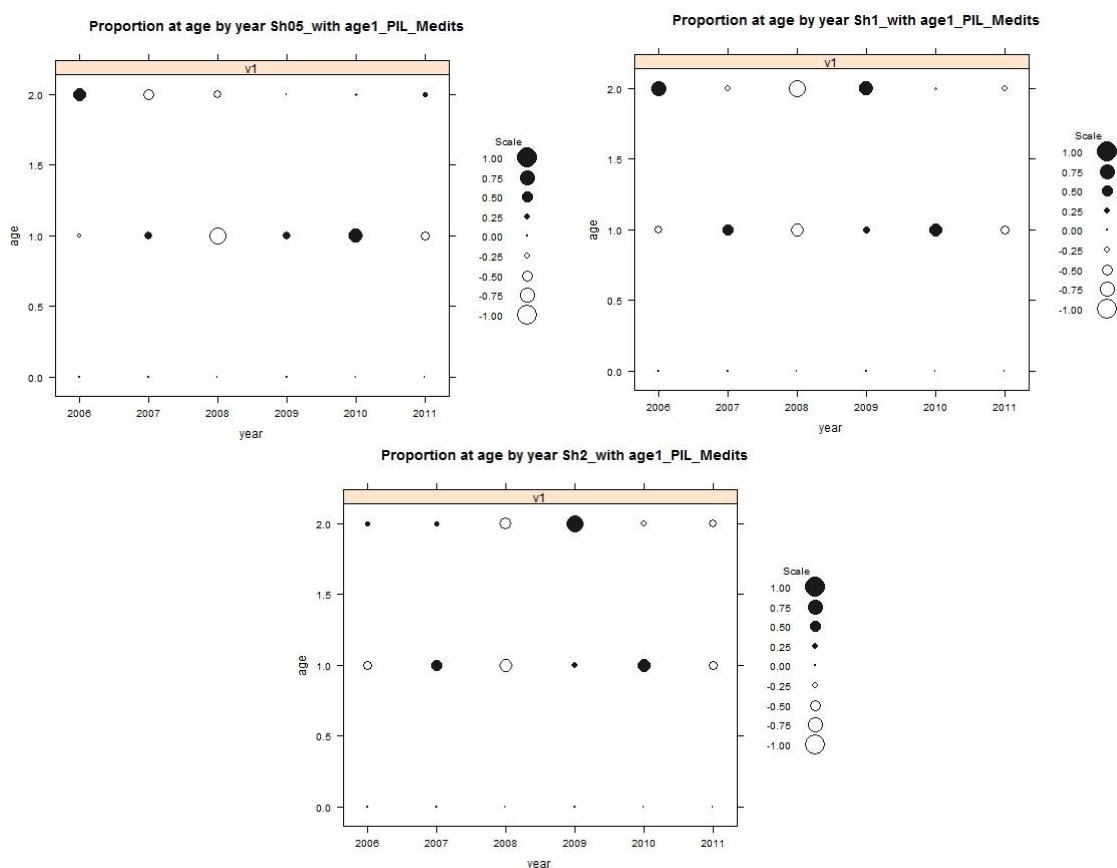 Proportion at age by year Sh05_with age1_PIL_Medits
v1
2.0
1.5
1.0
0.5
0.0
age
2006 2007 2008 2009 2010 2011
year
Scale
1.00
0.75
0.50
0.25
0.00
-0.25
-0.50
-0.75
-1.00
Proportion at age by year Sh1_with age1_PIL_Medits
v1
2.0
1.5
1.0
0.5
0.0
age
2006 2007 2008 2009 2010 2011
year
Scale
1.00
0.75
0.50
0.25
0.00
-0.25
-0.50
-0.75
-1.00
Proportion at age by year Sh2_with age1_PIL_Medits
v1
2.0
1.5
1.0
0.5
0.0
age
2006 2007 2008 2009 2010 2011
year
Scale
1.00
0.75
0.50
0.25
0.00
-0.25
-0.50
-0.75
-1.00